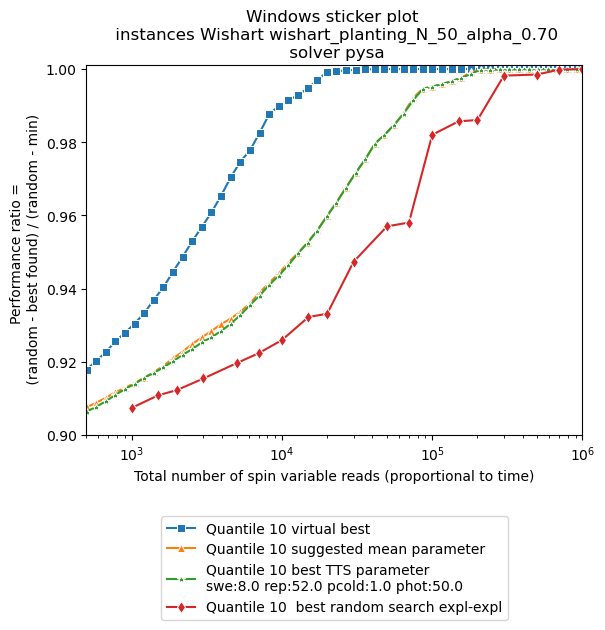 Windows sticker plot
instances Wishart wishart_planting_N_50_alpha_0.70
solver pysa
1.00
0.98
0.96
0.94
0.92
0.90
Performance ratio =
(random - best found) / (random - min)
10³
10⁴
10⁵
10⁶
Total number of spin variable reads (proportional to time)
Quantile 10 virtual best
Quantile 10 suggested mean parameter
Quantile 10 best TTS parameter
swe:8.0 rep:52.0 pcold:1.0 phot:50.0
Quantile 10  best random search expl-expl